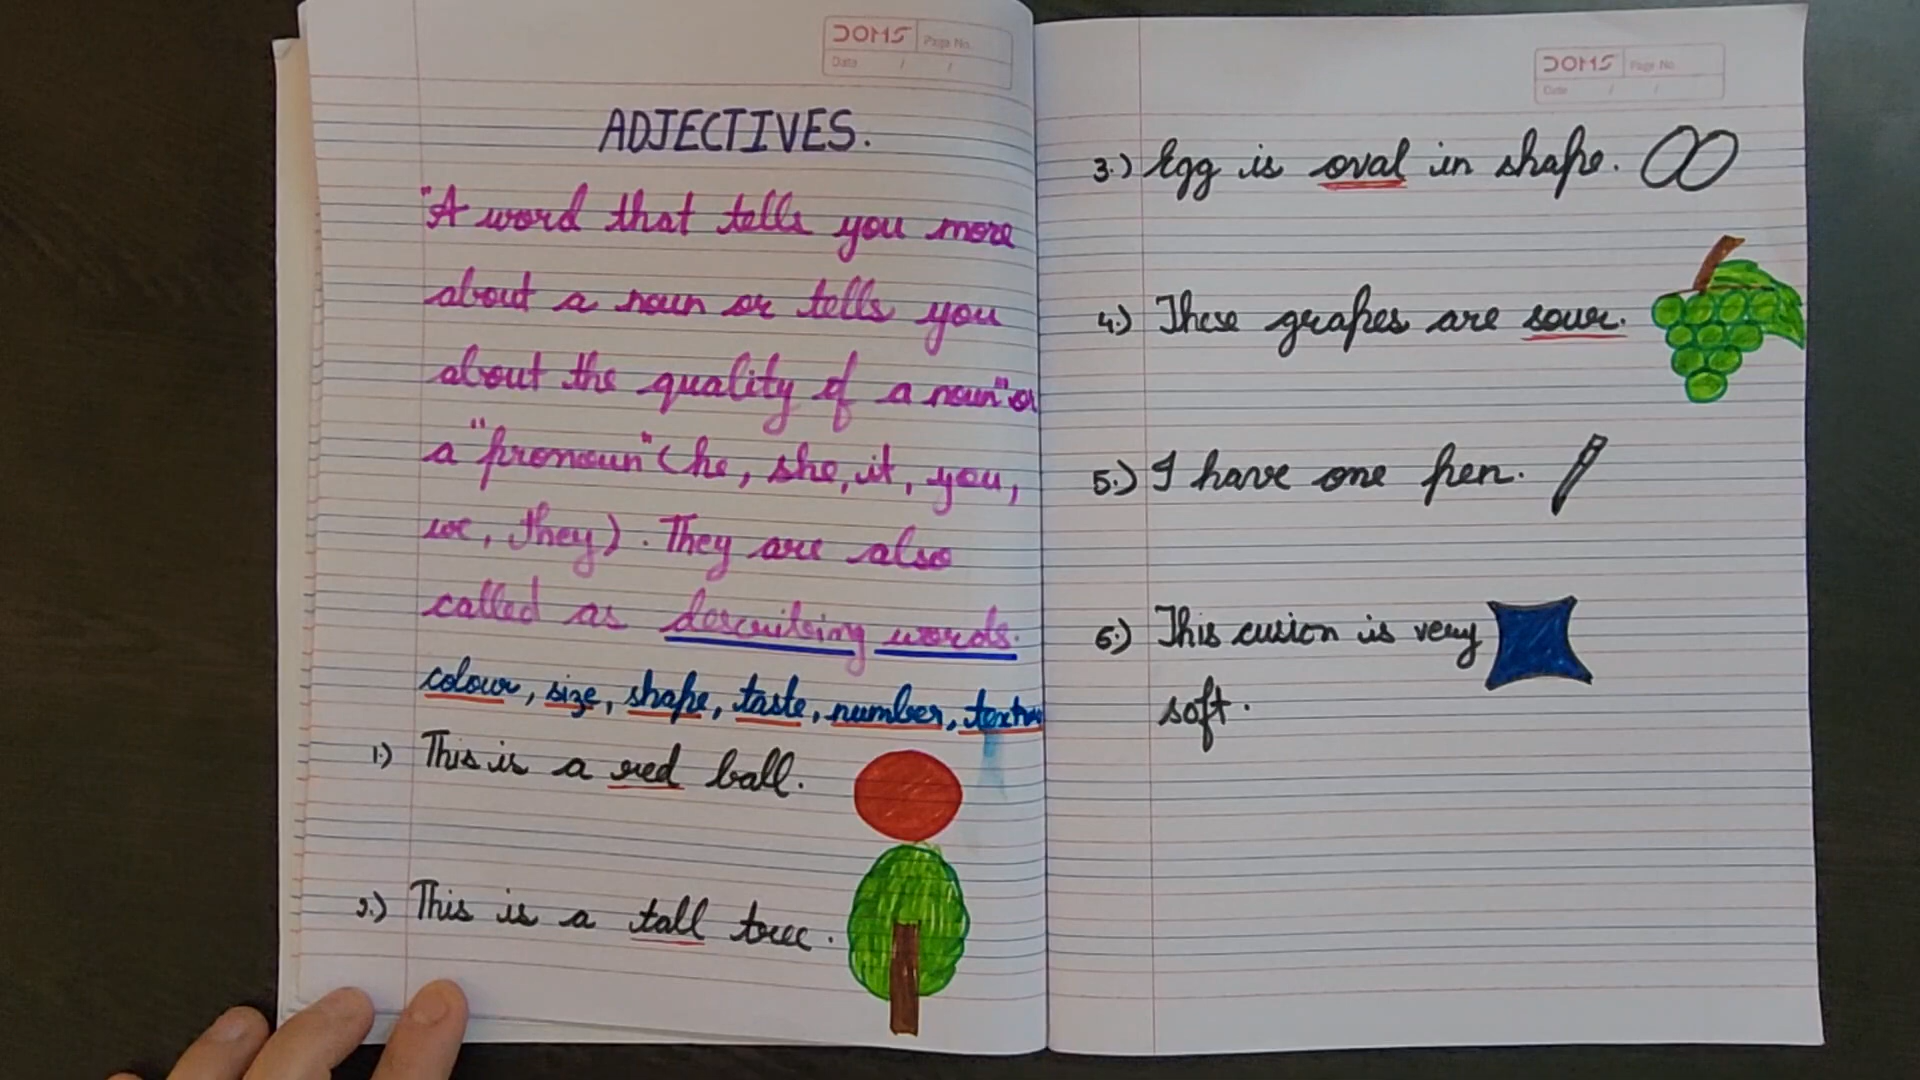 DOMS Page No.
Date / /
ADJECTIVES.
"A word that tells you more
about a noun or tells you
about the quality of a noun" or
a "pronoun" (he, she, it, you,
we, they). They are also
called as describing words.
colour, size, shape, taste, number, texture
1.) This is a red ball.
2.) This is a tall tree.
DOMS Page No.
Date / /
3.) Egg is oval in shape.
4.) These grapes are sour.
5.) I have one pen.
6.) This cusion is very
soft.